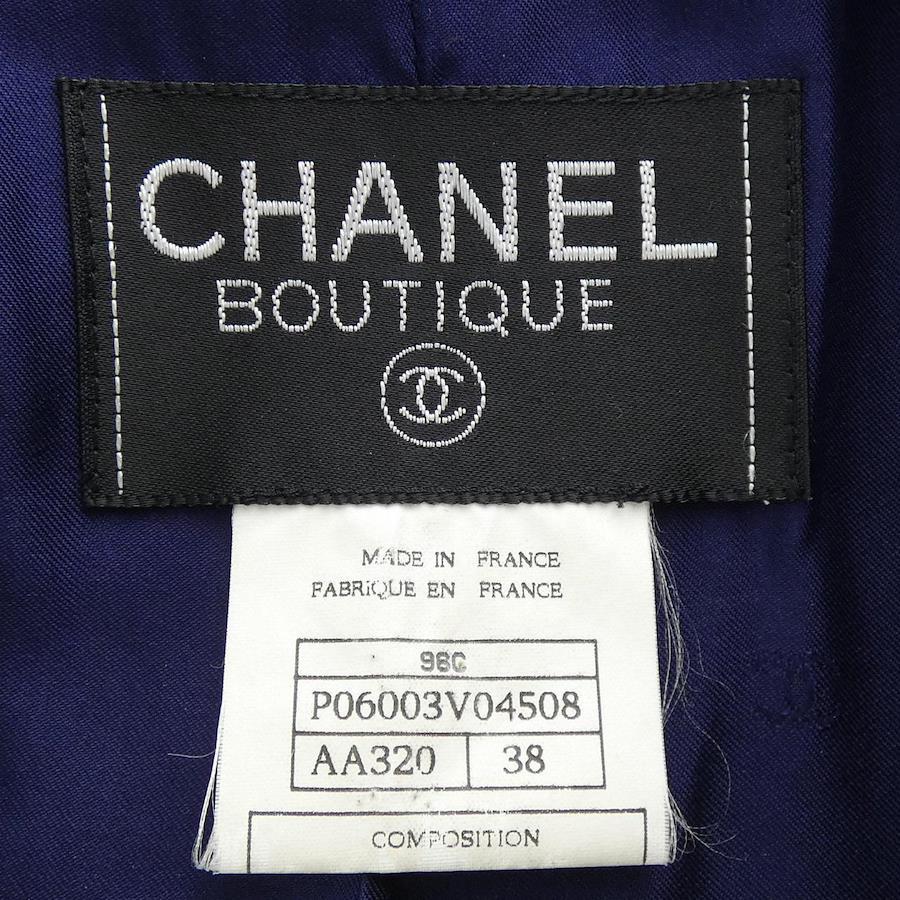 CHANEL
BOUTIQUE
MADE IN FRANCE
FABRIQUE EN FRANCE
96C
P06003V04508
AA320 38
COMPOSITION